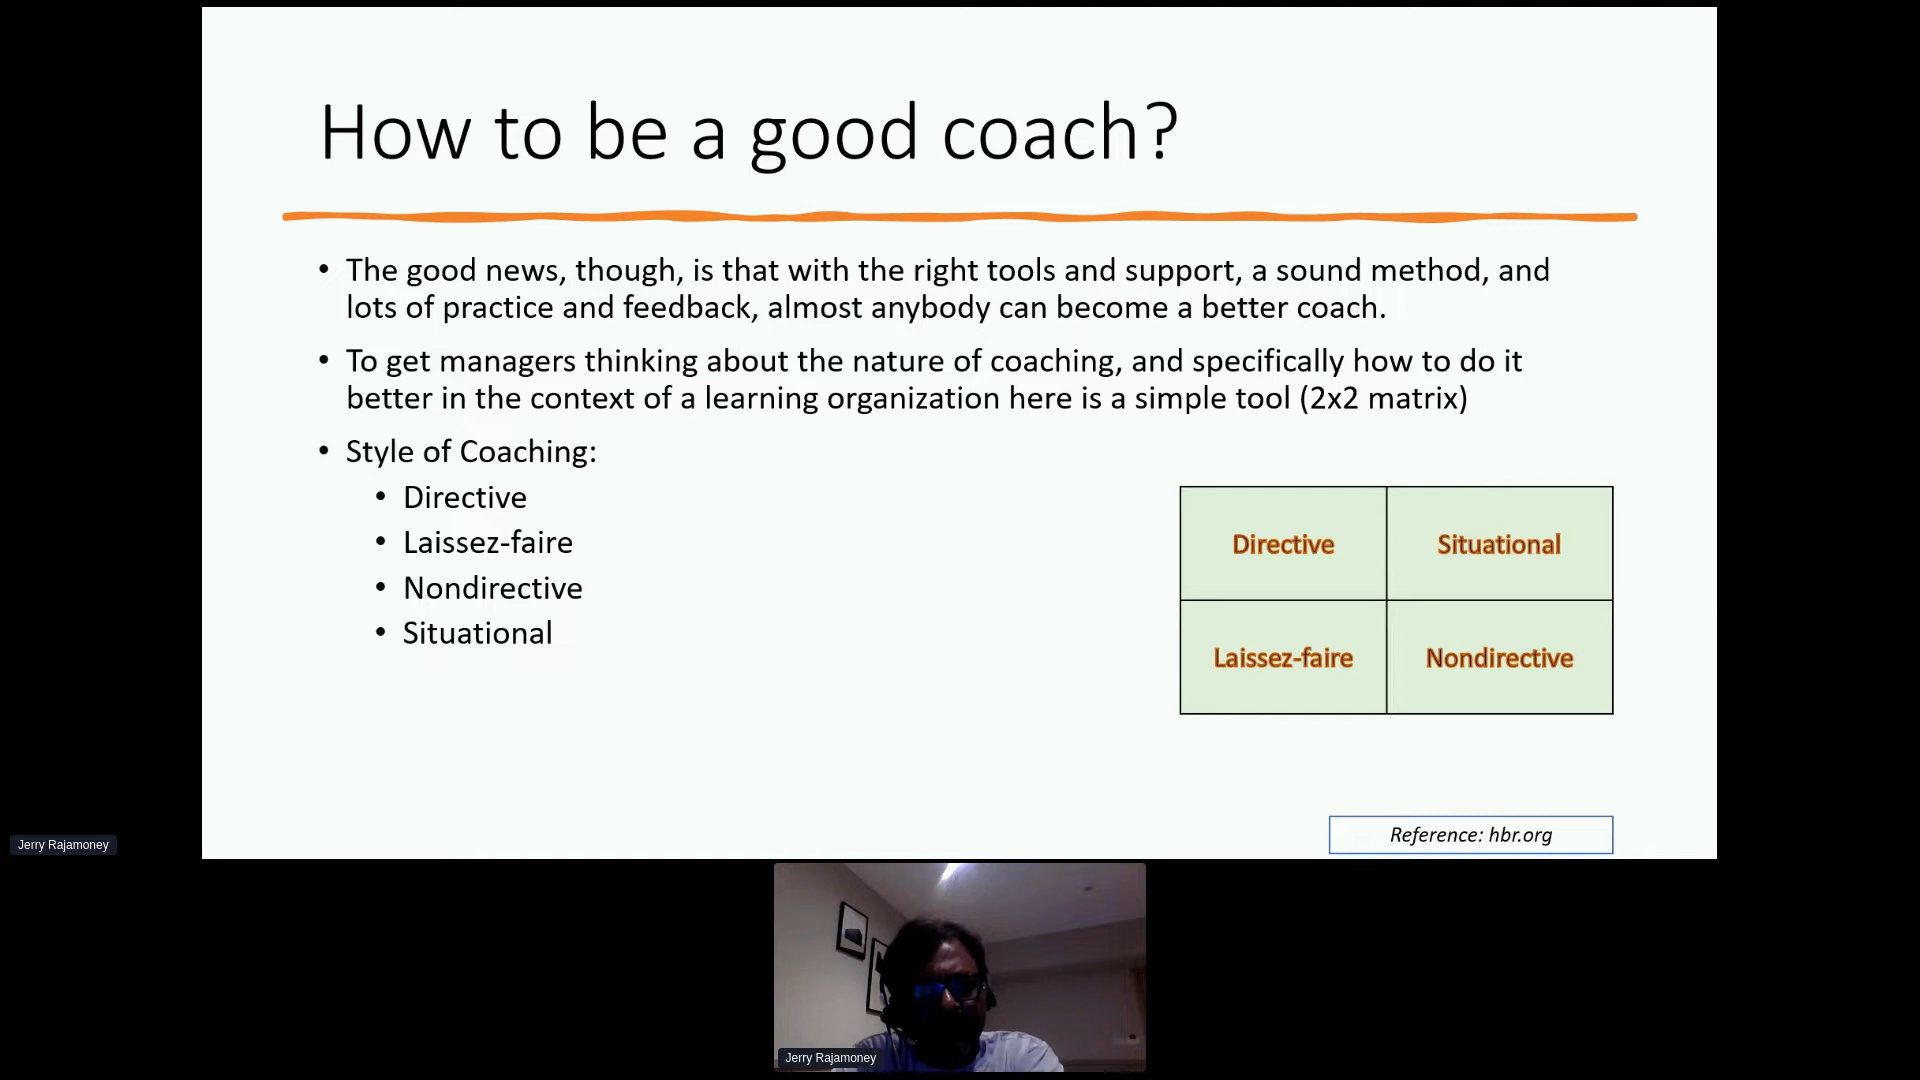 How to be a good coach?
• The good news, though, is that with the right tools and support, a sound method, and
lots of practice and feedback, almost anybody can become a better coach.
• To get managers thinking about the nature of coaching, and specifically how to do it
better in the context of a learning organization here is a simple tool (2x2 matrix)
• Style of Coaching:
• Directive
• Laissez-faire
• Nondirective
• Situational
Directive
Situational
Laissez-faire
Nondirective
Reference: hbr.org
Jerry Rajamoney
Jerry Rajamoney